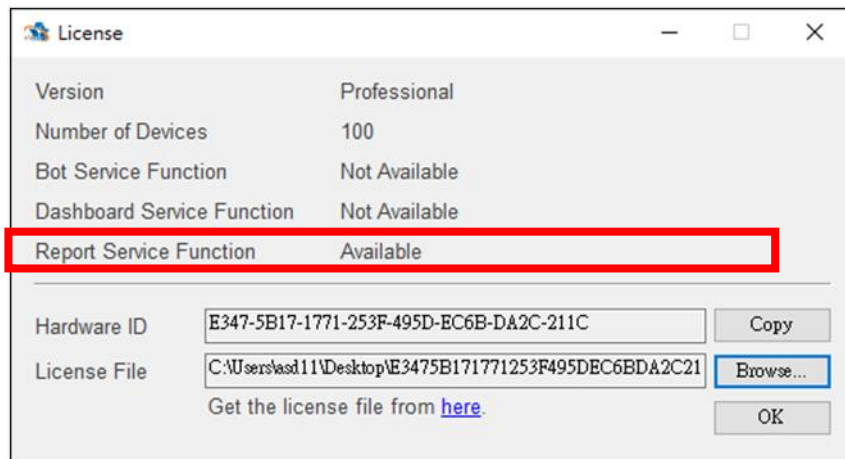 License
Version Professional
Number of Devices 100
Bot Service Function Not Available
Dashboard Service Function Not Available
Report Service Function Available
Hardware ID E347-5B17-1771-253F-495D-EC6B-DA2C-211C Copy
License File C:\Users\asd11\Desktop\E3475B171771253F495DEC6BDA2C21 Browse...
Get the license file from here.
OK